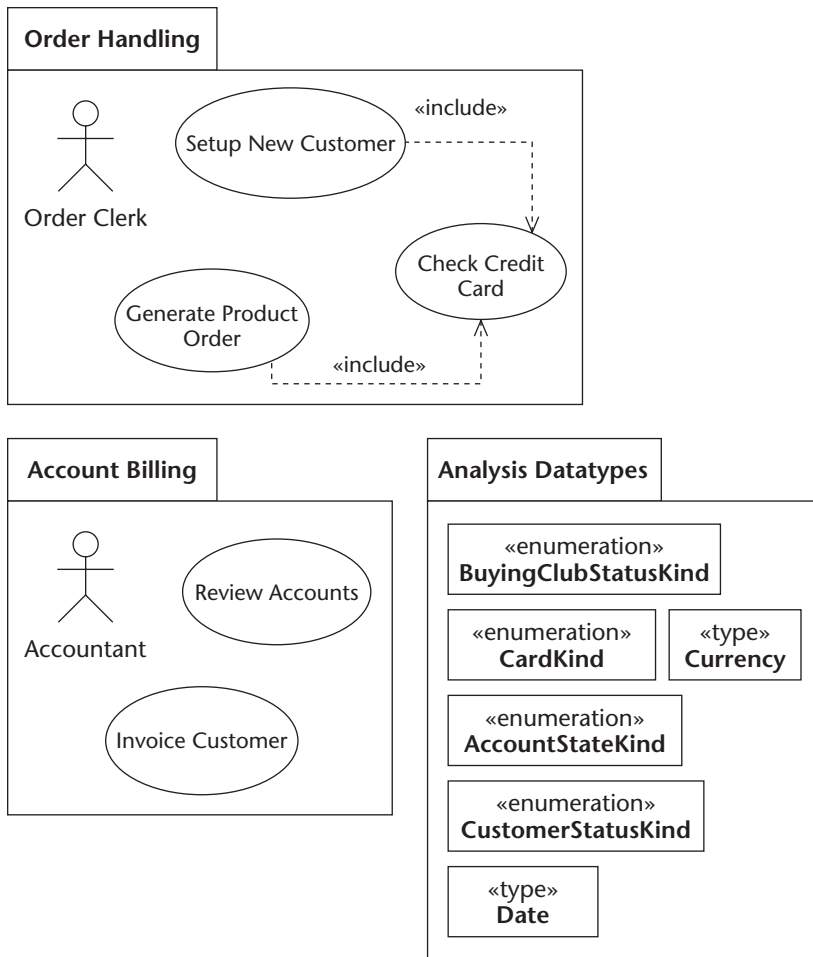 Order Handling
«include»
Setup New Customer
Order Clerk
Check Credit
Card
Generate Product
Order
«include»
Account Billing
Review Accounts
Accountant
Invoice Customer
Analysis Datatypes
«enumeration»
BuyingClubStatusKind
«enumeration»
CardKind
«type»
Currency
«enumeration»
AccountStateKind
«enumeration»
CustomerStatusKind
«type»
Date